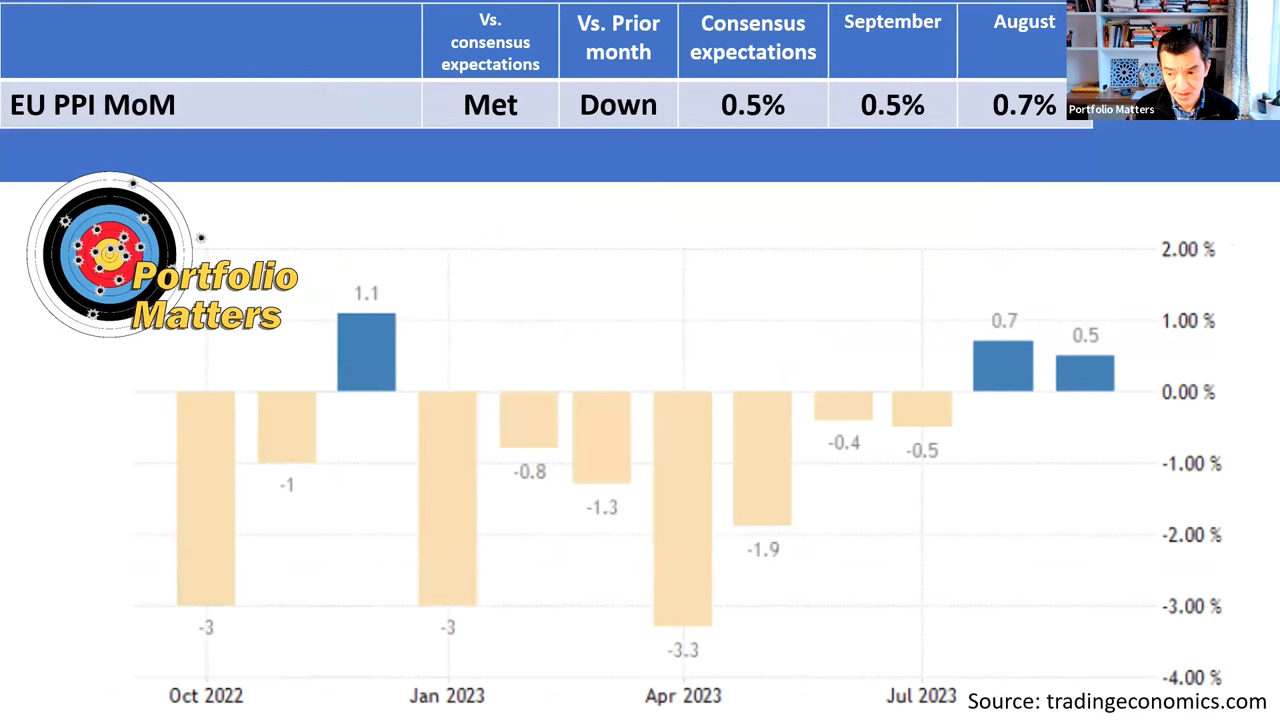 Vs.
consensus
expectations
Vs. Prior
month
Consensus
expectations
September
August
EU PPI MoM
Met
Down
0.5%
0.5%
0.7%
Portfolio Matters
Portfolio
Matters
2.00 %
1.00 %
0.00 %
-1.00 %
-2.00 %
-3.00 %
-4.00 %
-3
-1
1.1
-3
-0.8
-1.3
-3.3
-1.9
-0.4
-0.5
0.7
0.5
Oct 2022
Jan 2023
Apr 2023
Jul 2023
Source: tradingeconomics.com